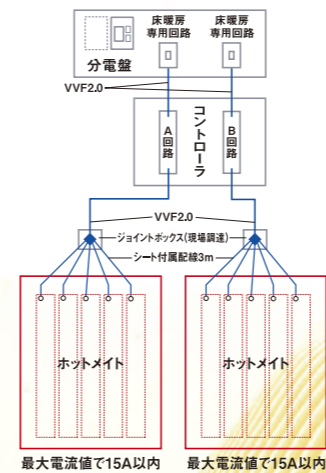 床暖房 床暖房
専用回路 専用回路
分電盤
VVF2.0
コントローラ
A回路
B回路
VVF2.0
ジョイントボックス(現場調達)
シート付属配線3m
ホットメイト ホットメイト
最大電流値で15A以内 最大電流値で15A以内